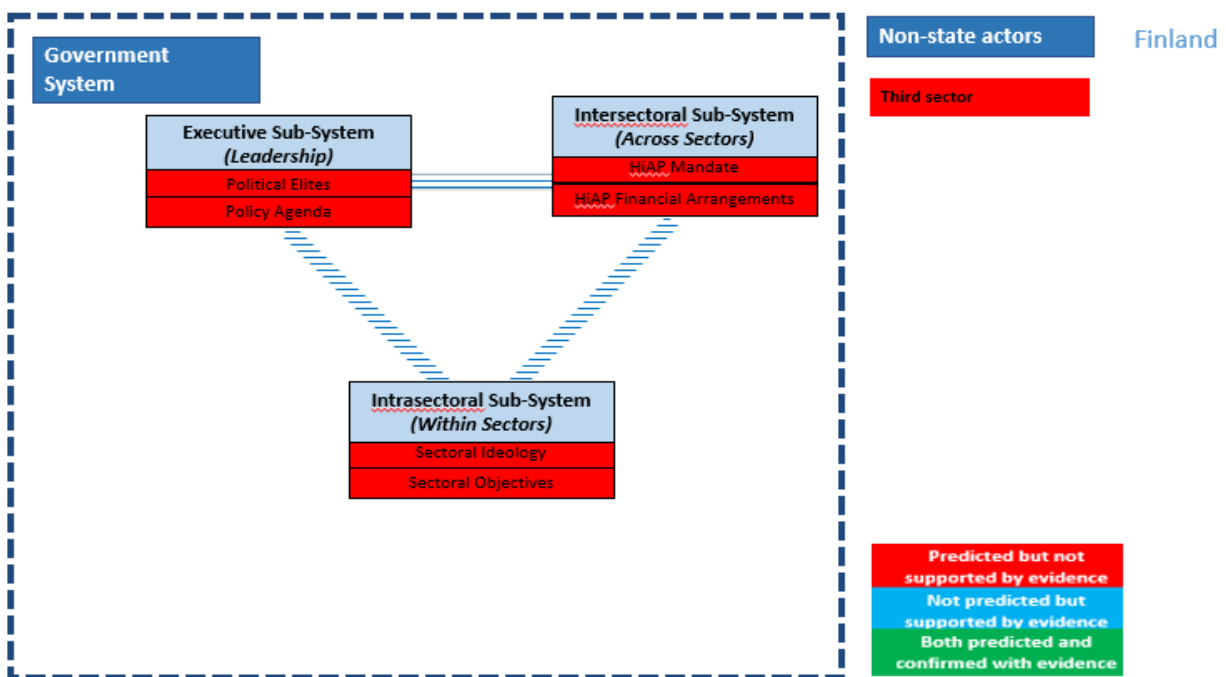 Government
System
Non-state actors
Finland
Third sector
Executive Sub-System
(Leadership)
Political Elites
Policy Agenda
Intersectoral Sub-System
(Across Sectors)
HiAP Mandate
HiAP Financial Arrangements
Intrasectoral Sub-System
(Within Sectors)
Sectoral Ideology
Sectoral Objectives
Predicted but not
supported by evidence
Not predicted but
supported by evidence
Both predicted and
confirmed with evidence